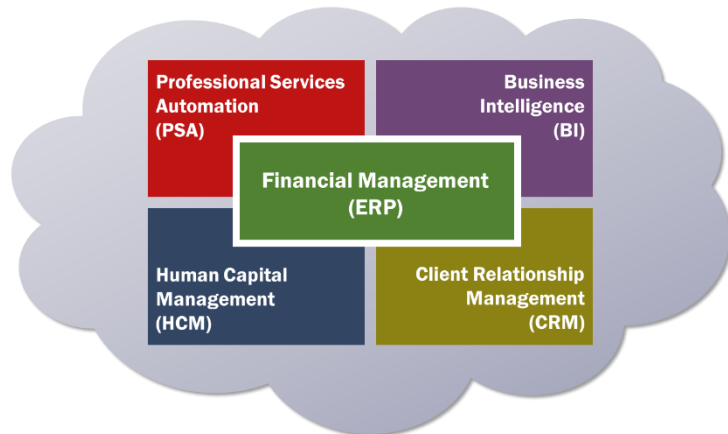 Professional Services
Automation
(PSA)
Business
Intelligence
(BI)
Financial Management
(ERP)
Human Capital
Management
(HCM)
Client Relationship
Management
(CRM)